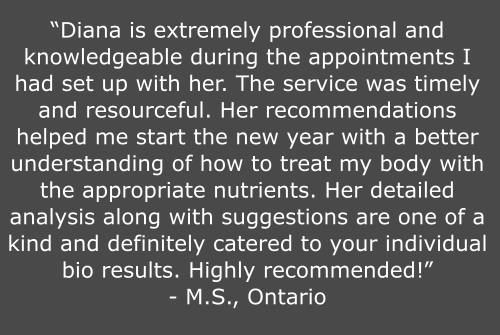 “Diana is extremely professional and
knowledgeable during the appointments I
had set up with her. The service was timely
and resourceful. Her recommendations
helped me start the new year with a better
understanding of how to treat my body with
the appropriate nutrients. Her detailed
analysis along with suggestions are one of a
kind and definitely catered to your individual
bio results. Highly recommended!”
- M.S., Ontario